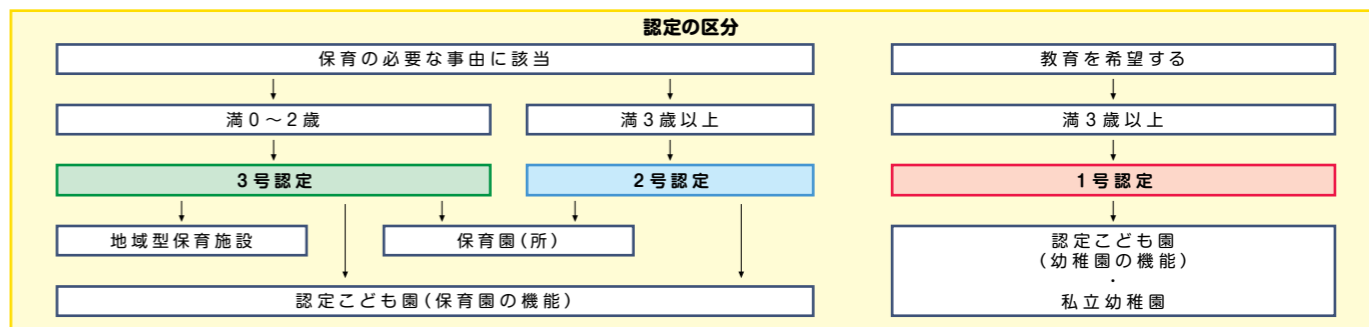 認定の区分
保育の必要な事由に該当
教育を希望する
満0～2歳
満3歳以上
満3歳以上
3号認定
2号認定
1号認定
地域型保育施設
保育園(所)
認定こども園(保育園の機能)
認定こども園
(幼稚園の機能)
・
私立幼稚園